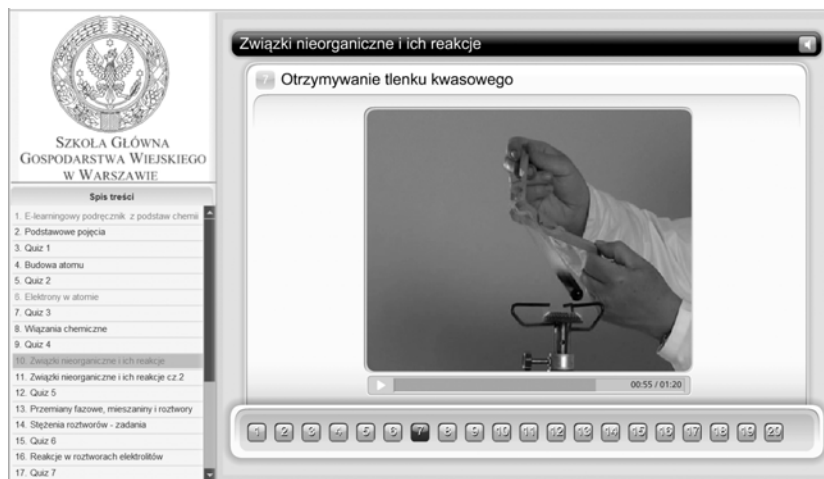 SZKOŁA GŁÓWNA
GOSPODARSTWA WIEJSKIEGO
W WARSZAWIE
Spis treści
1. E-learningowy podręcznik z podstaw chemii
2. Podstawowe pojęcia
3. Quiz 1
4. Budowa atomu
5. Quiz 2
6. Elektrony w atomie
7. Quiz 3
8. Wiązania chemiczne
9. Quiz 4
10. Związki nieorganiczne i ich reakcje
11. Związki nieorganiczne i ich reakcje cz.2
12. Quiz 5
13. Przemiany fazowe, mieszaniny i roztwory
14. Stężenia roztworów - zadania
15. Quiz 6
16. Reakcje w roztworach elektrolitów
17. Quiz 7
Związki nieorganiczne i ich reakcje
7 Otrzymywanie tlenku kwasowego
00:55 / 01:20
1 2 3 4 5 6 7 8 9 10 11 12 13 14 15 16 17 18 19 20